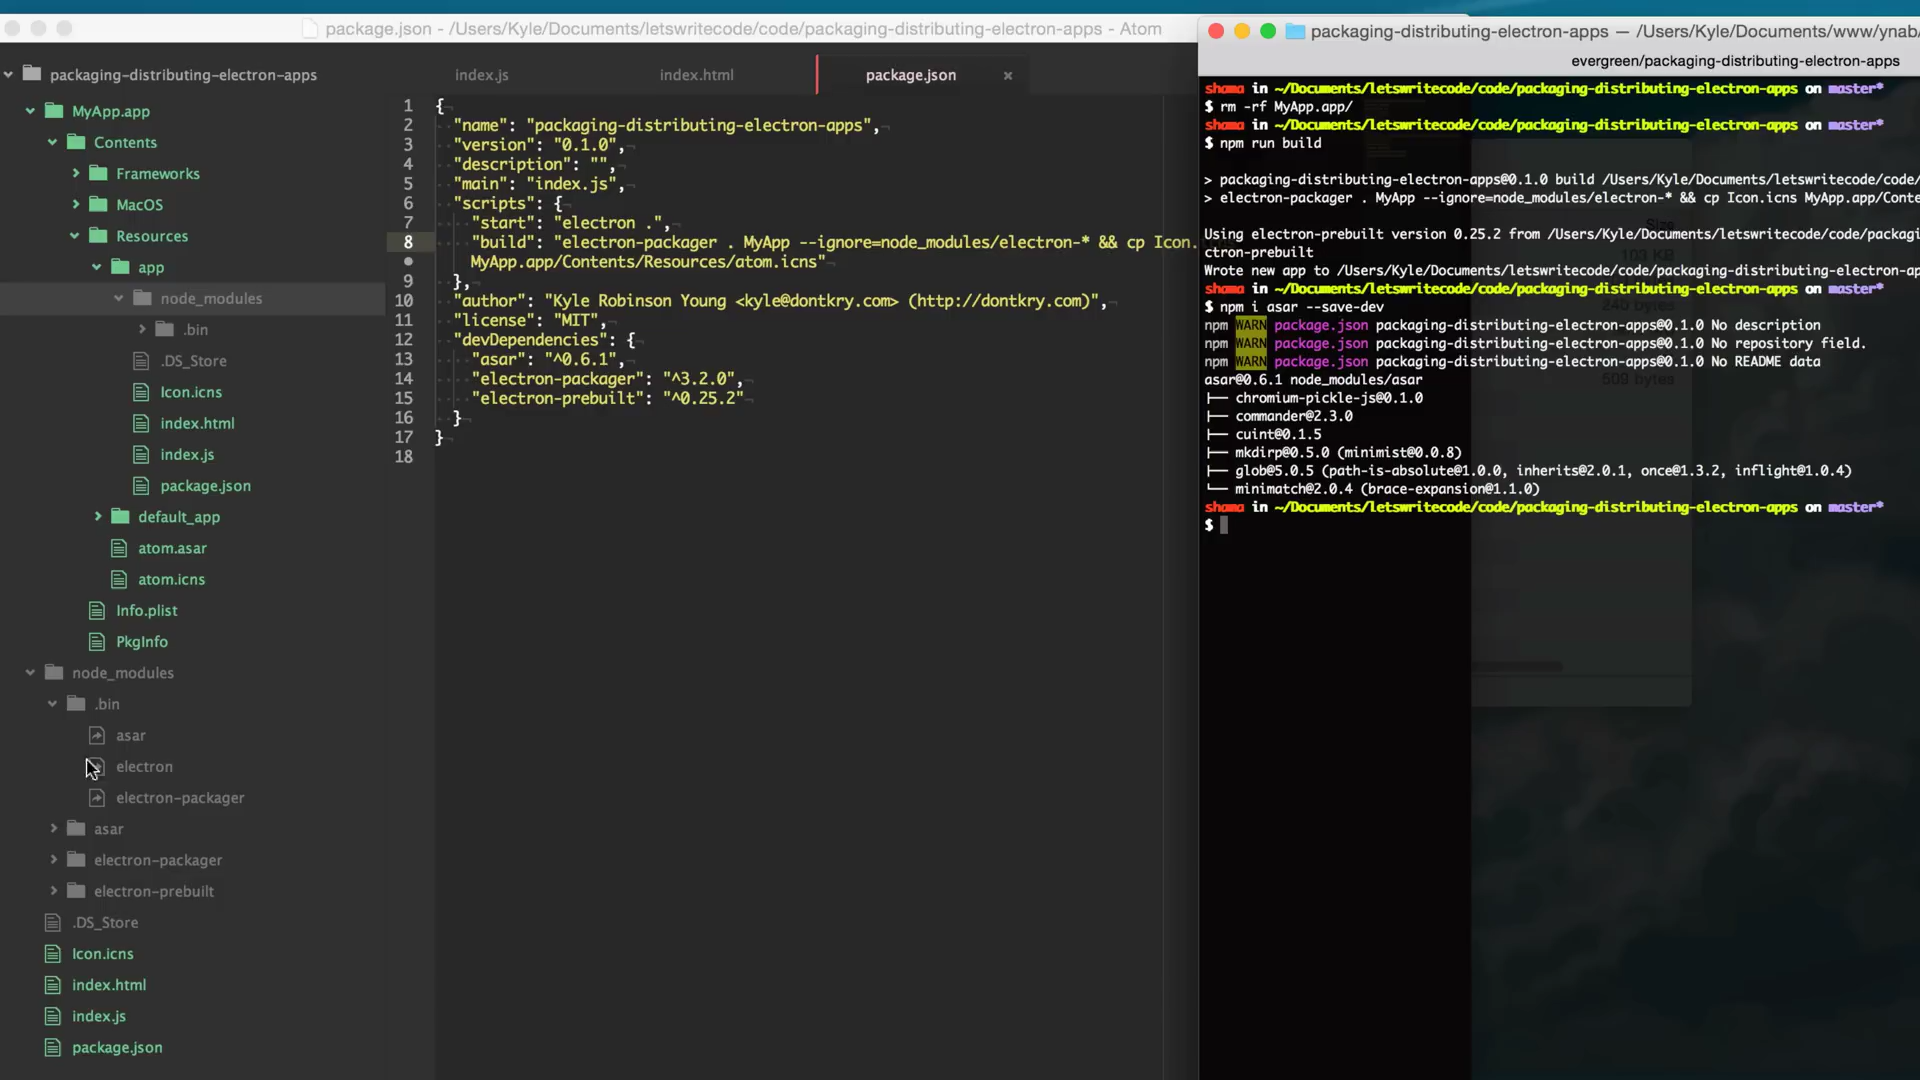 package.json - /Users/Kyle/Documents/letswritecode/code/packaging-distributing-electron-apps - Atom
packaging-distributing-electron-apps
MyApp.app
Contents
Frameworks
MacOS
Resources
app
node_modules
.bin
.DS_Store
Icon.icns
index.html
index.js
package.json
default_app
atom.asar
atom.icns
Info.plist
PkgInfo
node_modules
.bin
asar
electron
electron-packager
asar
electron-packager
electron-prebuilt
.DS_Store
Icon.icns
index.html
index.js
package.json
index.js
index.html
package.json
1 {
2 "name": "packaging-distributing-electron-apps",
3 "version": "0.1.0",
4 "description": "",
5 "main": "index.js",
6 "scripts": {
7 "start": "electron .",
8 "build": "electron-packager . MyApp --ignore=node_modules/electron-* && cp Icon.
MyApp.app/Contents/Resources/atom.icns"
9 },
10 "author": "Kyle Robinson Young <kyle@dontkry.com> (http://dontkry.com)",
11 "license": "MIT",
12 "devDependencies": {
13 "asar": "^0.6.1",
14 "electron-packager": "^3.2.0",
15 "electron-prebuilt": "^0.25.2"
16 }
17 }
18
packaging-distributing-electron-apps — /Users/Kyle/Documents/www/ynab/
evergreen/packaging-distributing-electron-apps
shama in ~/Documents/letswritecode/code/packaging-distributing-electron-apps on master*
$ rm -rf MyApp.app/
shama in ~/Documents/letswritecode/code/packaging-distributing-electron-apps on master*
$ npm run build
> packaging-distributing-electron-apps@0.1.0 build /Users/Kyle/Documents/letswritecode/code/
> electron-packager . MyApp --ignore=node_modules/electron-* && cp Icon.icns MyApp.app/Conte
Using electron-prebuilt version 0.25.2 from /Users/Kyle/Documents/letswritecode/code/packagi
ctron-prebuilt
Wrote new app to /Users/Kyle/Documents/letswritecode/code/packaging-distributing-electron-ap
shama in ~/Documents/letswritecode/code/packaging-distributing-electron-apps on master*
$ npm i asar --save-dev
npm WARN package.json packaging-distributing-electron-apps@0.1.0 No description
npm WARN package.json packaging-distributing-electron-apps@0.1.0 No repository field.
npm WARN package.json packaging-distributing-electron-apps@0.1.0 No README data
asar@0.6.1 node_modules/asar
├── chromium-pickle-js@0.1.0
├── commander@2.3.0
├── cuint@0.1.5
├── mkdirp@0.5.0 (minimist@0.0.8)
├── glob@5.0.5 (path-is-absolute@1.0.0, inherits@2.0.1, once@1.3.2, inflight@1.0.4)
└── minimatch@2.0.4 (brace-expansion@1.1.0)
shama in ~/Documents/letswritecode/code/packaging-distributing-electron-apps on master*
$